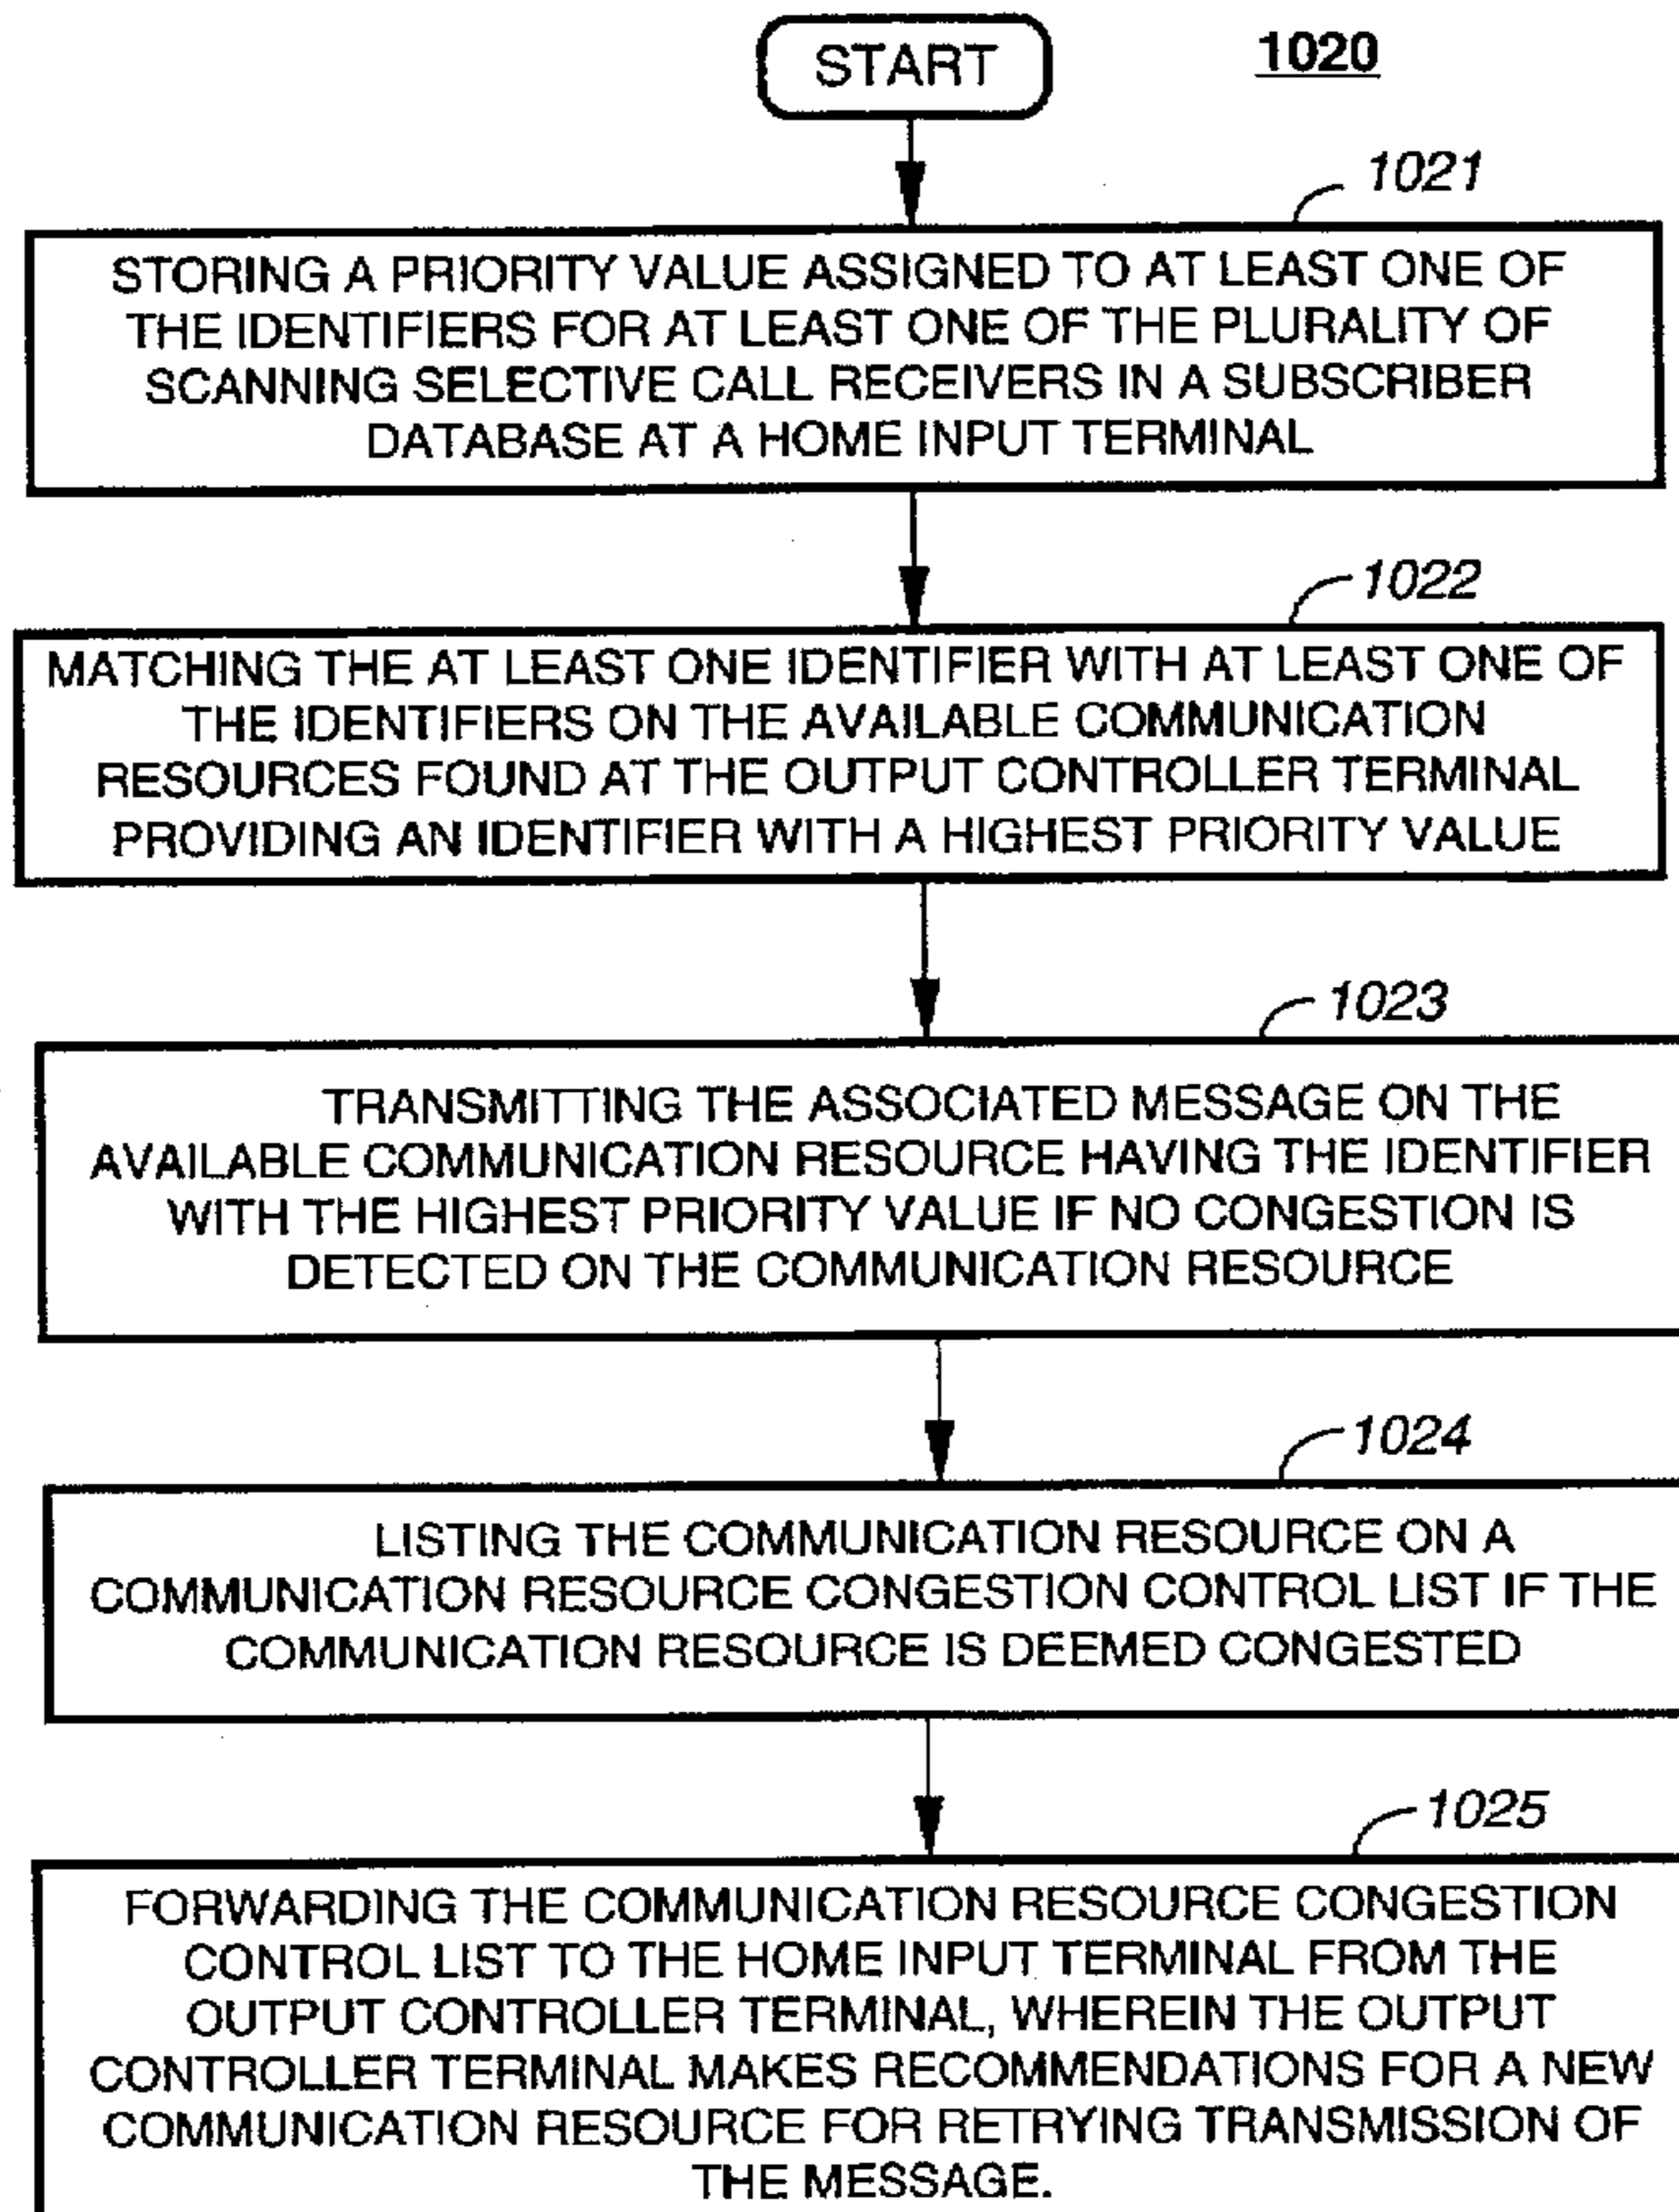 START
1020
1021
STORING A PRIORITY VALUE ASSIGNED TO AT LEAST ONE OF
THE IDENTIFIERS FOR AT LEAST ONE OF THE PLURALITY OF
SCANNING SELECTIVE CALL RECEIVERS IN A SUBSCRIBER
DATABASE AT A HOME INPUT TERMINAL
1022
MATCHING THE AT LEAST ONE IDENTIFIER WITH AT LEAST ONE OF
THE IDENTIFIERS ON THE AVAILABLE COMMUNICATION
RESOURCES FOUND AT THE OUTPUT CONTROLLER TERMINAL
PROVIDING AN IDENTIFIER WITH A HIGHEST PRIORITY VALUE
1023
TRANSMITTING THE ASSOCIATED MESSAGE ON THE
AVAILABLE COMMUNICATION RESOURCE HAVING THE IDENTIFIER
WITH THE HIGHEST PRIORITY VALUE IF NO CONGESTION IS
DETECTED ON THE COMMUNICATION RESOURCE
1024
LISTING THE COMMUNICATION RESOURCE ON A
COMMUNICATION RESOURCE CONGESTION CONTROL LIST IF THE
COMMUNICATION RESOURCE IS DEEMED CONGESTED
1025
FORWARDING THE COMMUNICATION RESOURCE CONGESTION
CONTROL LIST TO THE HOME INPUT TERMINAL FROM THE
OUTPUT CONTROLLER TERMINAL, WHEREIN THE OUTPUT
CONTROLLER TERMINAL MAKES RECOMMENDATIONS FOR A NEW
COMMUNICATION RESOURCE FOR RETRYING TRANSMISSION OF
THE MESSAGE.